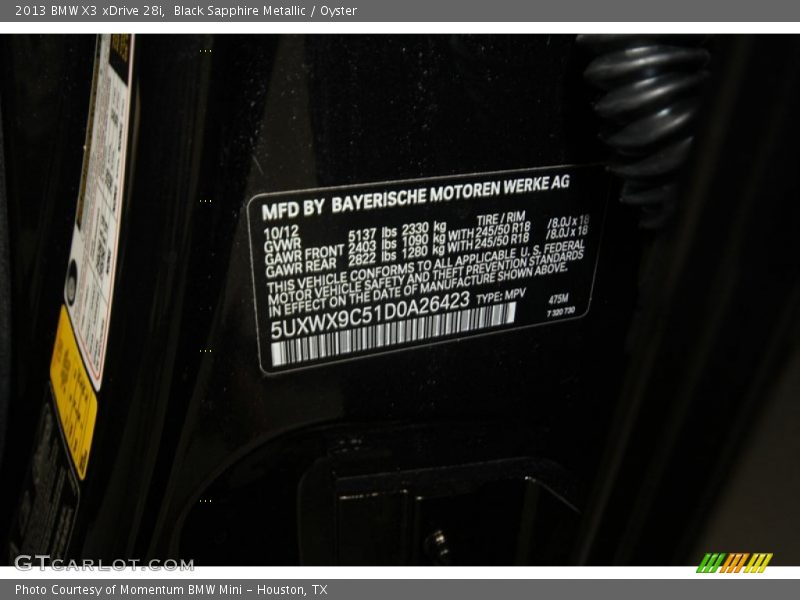 2013 BMW X3 xDrive 28i,  Black Sapphire Metallic / Oyster
MFD BY BAYERISCHE MOTOREN WERKE AG
10/12 TIRE / RIM
GVWR 5137 lbs 2330 kg
GAWR FRONT 2403 lbs 1090 kg WITH 245/50 R18 /8.0J x 18
GAWR REAR 2822 lbs 1280 kg WITH 245/50 R18 /8.0J x 18
THIS VEHICLE CONFORMS TO ALL APPLICABLE U. S. FEDERAL
MOTOR VEHICLE SAFETY AND THEFT PREVENTION STANDARDS
IN EFFECT ON THE DATE OF MANUFACTURE SHOWN ABOVE.
5UXWX9C51D0A26423 TYPE: MPV 475M
7 320 730
GTCARLOT.COM
Photo Courtesy of Momentum BMW Mini - Houston, TX